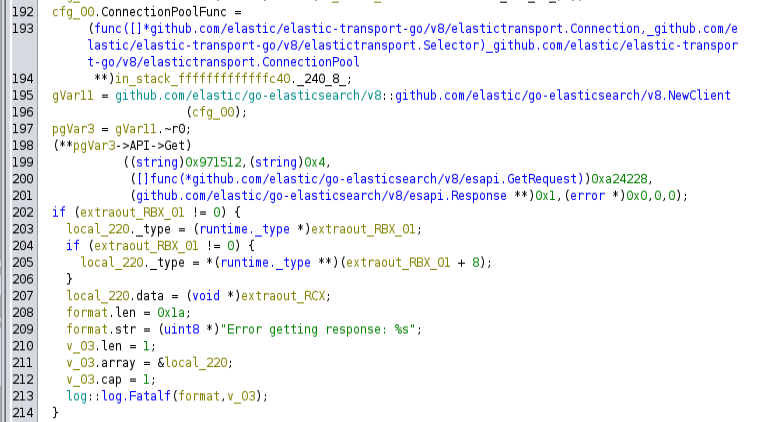 192 cfg_00.ConnectionPoolFunc =
193 (func([]*github.com/elastic/elastic-transport-go/v8/elastictransport.Connection,_github.com/e
lastic/elastic-transport-go/v8/elastictransport.Selector)_github.com/elastic/elastic-transpor
t-go/v8/elastictransport.ConnectionPool
194 **)in_stack_fffffffffffffc40._240_8_;
195 gVar11 = github.com/elastic/go-elasticsearch/v8::github.com/elastic/go-elasticsearch/v8.NewClient
196 (cfg_00);
197 pgVar3 = gVar11.~r0;
198 (**pgVar3->API->Get)
199 ((string)0x971512,(string)0x4,
200 ([]func(*github.com/elastic/go-elasticsearch/v8/esapi.GetRequest))0xa24228,
201 (github.com/elastic/go-elasticsearch/v8/esapi.Response **)0x1,(error *)0x0,0,0);
202 if (extraout_RBX_01 != 0) {
203 local_220._type = (runtime._type *)extraout_RBX_01;
204 if (extraout_RBX_01 != 0) {
205 local_220._type = *(runtime._type **)(extraout_RBX_01 + 8);
206 }
207 local_220.data = (void *)extraout_RCX;
208 format.len = 0x1a;
209 format.str = (uint8 *)"Error getting response: %s";
210 v_03.len = 1;
211 v_03.array = &local_220;
212 v_03.cap = 1;
213 log::log.Fatalf(format,v_03);
214 }